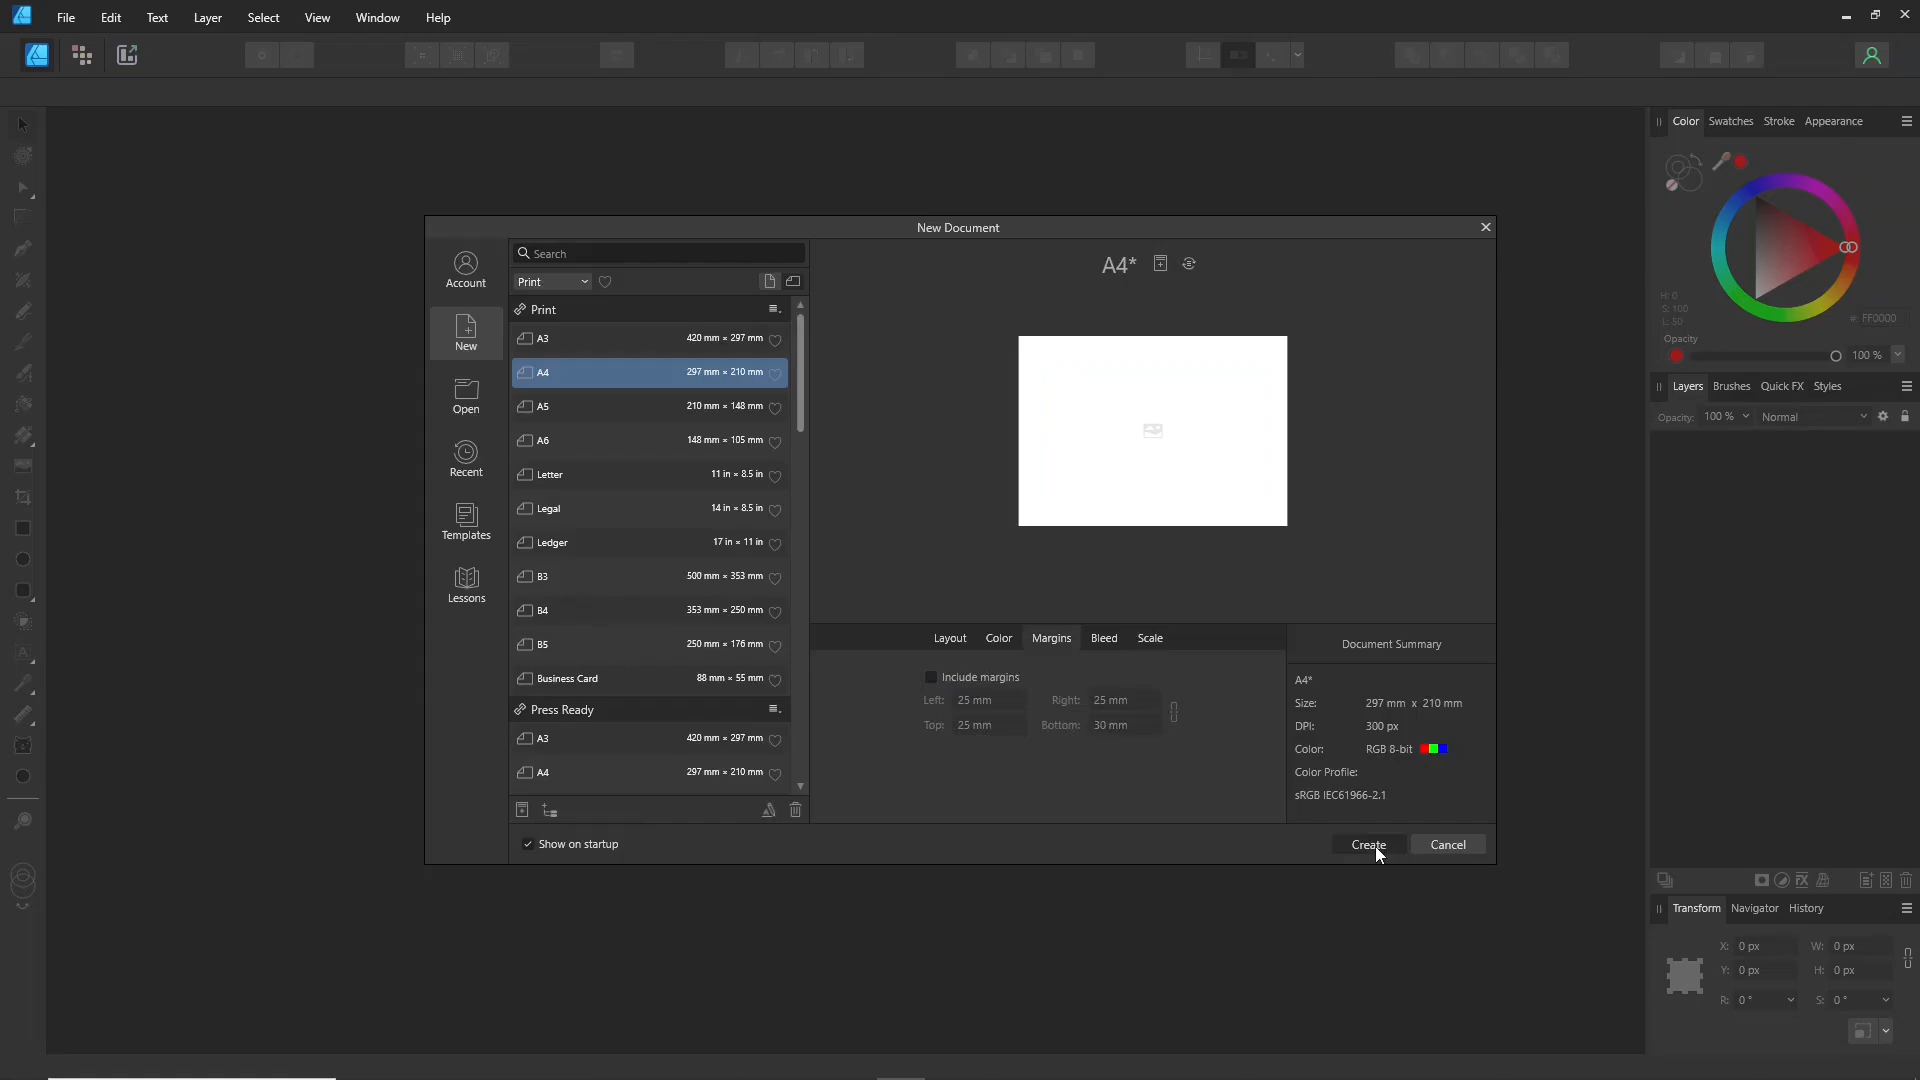 File Edit Text Layer Select View Window Help
Color Swatches Stroke Appearance
H: 0
S: 100
L: 50
#: FF0000
Opacity
100 %
Layers Brushes Quick FX Styles
Opacity: 100 % Normal
Transform Navigator History
X: 0 px W: 0 px
Y: 0 px H: 0 px
R: 0 ° S: 0 °
New Document
Account
New
Open
Recent
Templates
Lessons
Search
Print
Print
A3 420 mm × 297 mm
A4 297 mm × 210 mm
A5 210 mm × 148 mm
A6 148 mm × 105 mm
Letter 11 in × 8.5 in
Legal 14 in × 8.5 in
Ledger 17 in × 11 in
B3 500 mm × 353 mm
B4 353 mm × 250 mm
B5 250 mm × 176 mm
Business Card 88 mm × 55 mm
Press Ready
A3 420 mm × 297 mm
A4 297 mm × 210 mm
Show on startup
A4*
Layout Color Margins Bleed Scale
Include margins
Left: 25 mm Right: 25 mm
Top: 25 mm Bottom: 30 mm
Document Summary
A4*
Size: 297 mm x 210 mm
DPI: 300 px
Color: RGB 8-bit
Color Profile:
sRGB IEC61966-2.1
Create Cancel